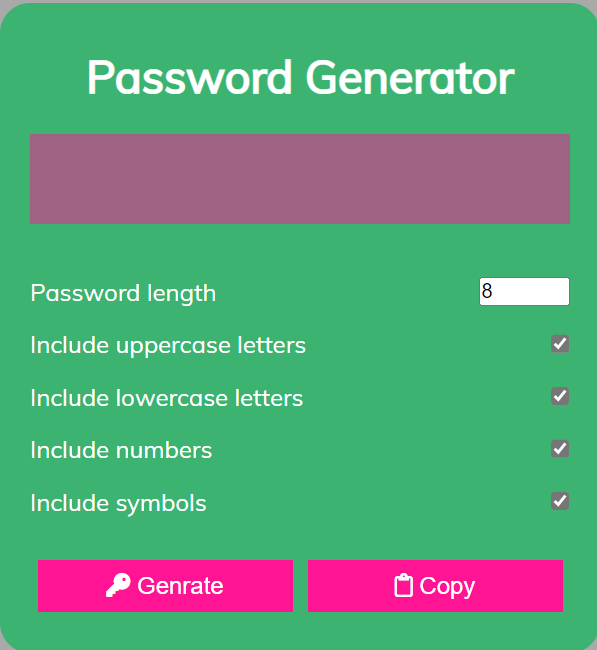 Password Generator
Password length 8
Include uppercase letters
Include lowercase letters
Include numbers
Include symbols
Genrate Copy